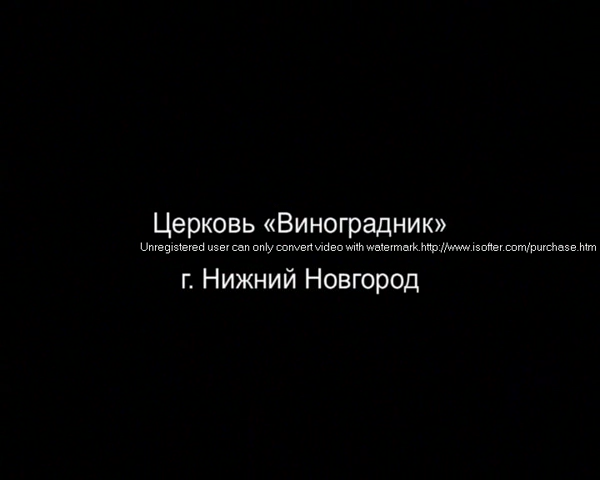 Церковь «Виноградник»
Unregistered user can only convert video with watermark.http://www.isofter.com/purchase.htm
г. Нижний Новгород